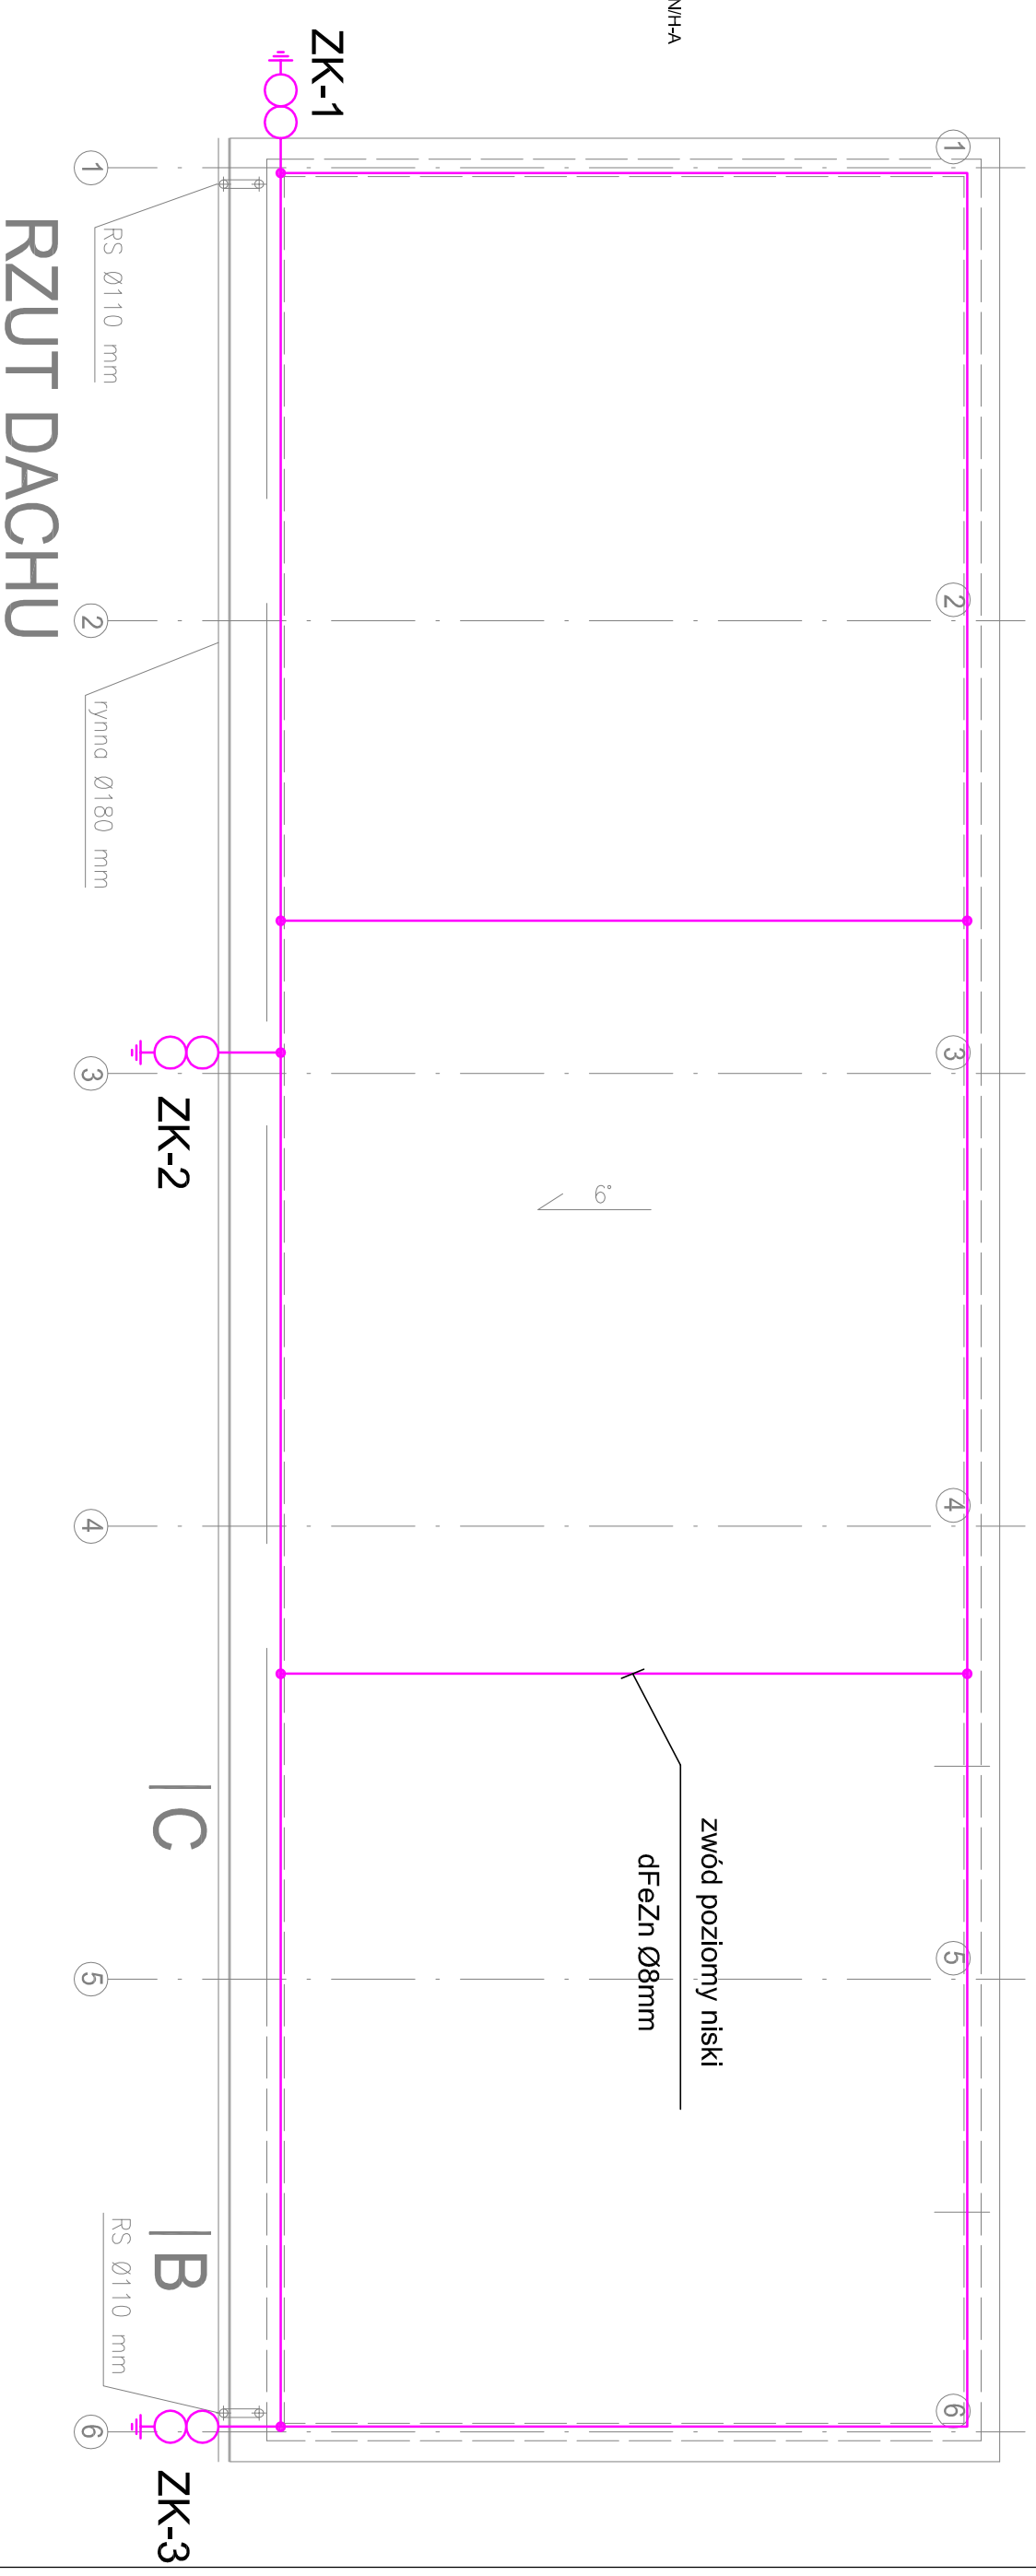 N/H-A
1
2
3
4
5
6
6°
zwód poziomy niski
dFeZn Ø8mm
ZK-1
ZK-2
ZK-3
|C
|B
1
2
3
4
5
6
RS Ø110 mm
rynna Ø180 mm
RS Ø110 mm
RZUT DACHU